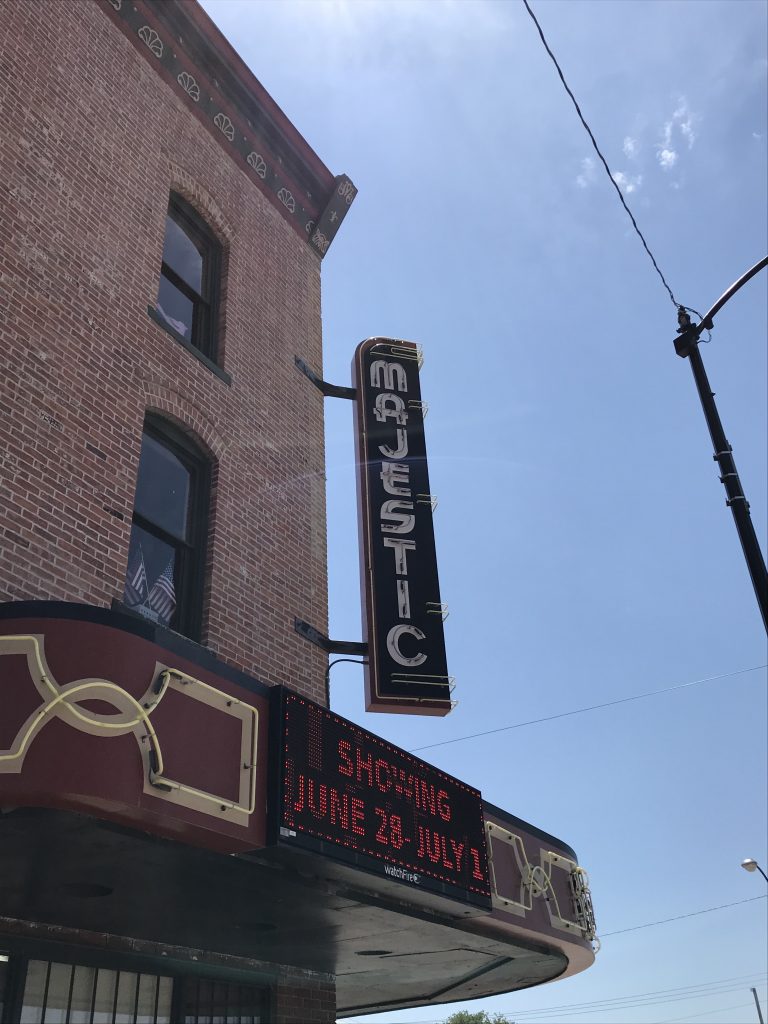 MAJESTIC
SHOWING
JUNE 28-JULY 1
watchFire